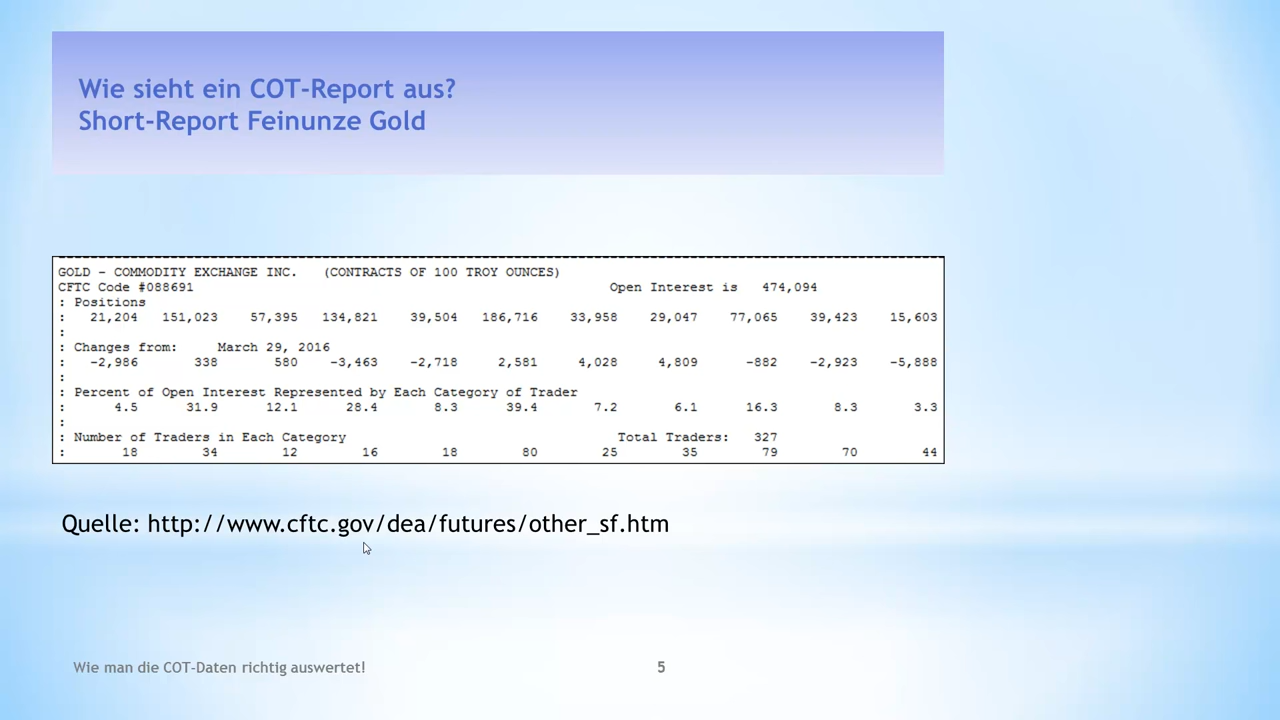 Wie sieht ein COT-Report aus?
Short-Report Feinunze Gold
GOLD - COMMODITY EXCHANGE INC. (CONTRACTS OF 100 TROY OUNCES)
CFTC Code #088691 Open Interest is 474,094
: Positions
: 21,204 151,023 57,395 134,821 39,504 186,716 33,958 29,047 77,065 39,423 15,603
:
: Changes from: March 29, 2016
: -2,986 338 580 -3,463 -2,718 2,581 4,028 4,809 -882 -2,923 -5,888
:
: Percent of Open Interest Represented by Each Category of Trader
: 4.5 31.9 12.1 28.4 8.3 39.4 7.2 6.1 16.3 8.3 3.3
:
: Number of Traders in Each Category Total Traders: 327
: 18 34 12 16 18 80 25 35 79 70 44
Quelle: http://www.cftc.gov/dea/futures/other_sf.htm
Wie man die COT-Daten richtig auswertet! 5